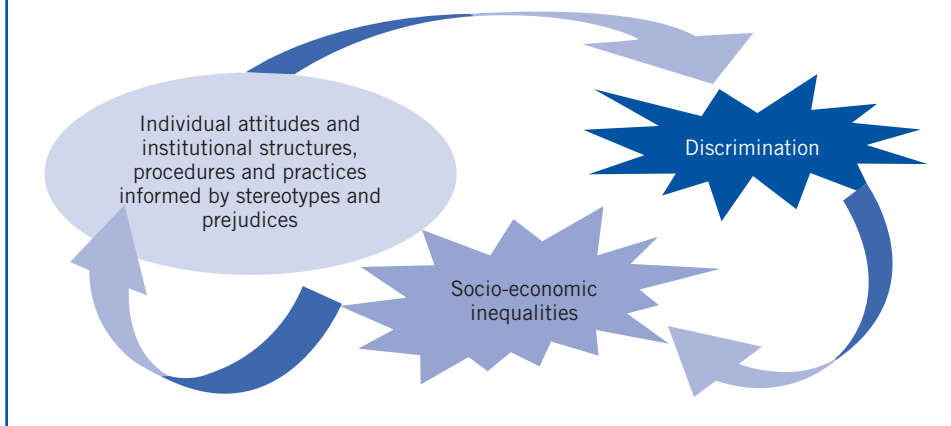 Individual attitudes and
institutional structures,
procedures and practices
informed by stereotypes and
prejudices
Discrimination
Socio-economic
inequalities